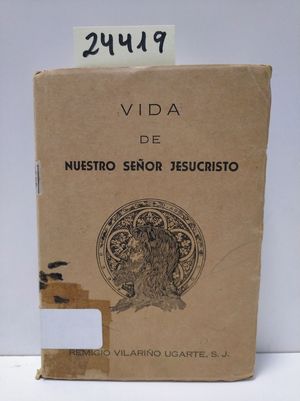 24419
VIDA
DE
NUESTRO SEÑOR JESUCRISTO
REMIGIO VILARIÑO UGARTE, S. J.